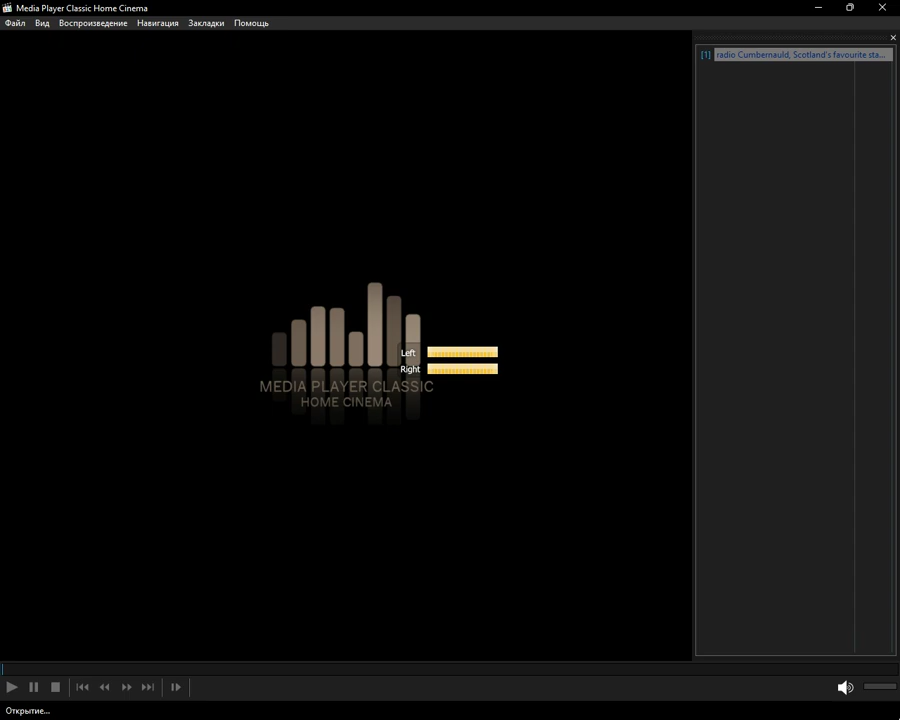 Media Player Classic Home Cinema
Файл Вид Воспроизведение Навигация Закладки Помощь
[1] radio Cumbernauld, Scotland's favourite sta...
Left
Right
MEDIA PLAYER CLASSIC
HOME CINEMA
Открытие...